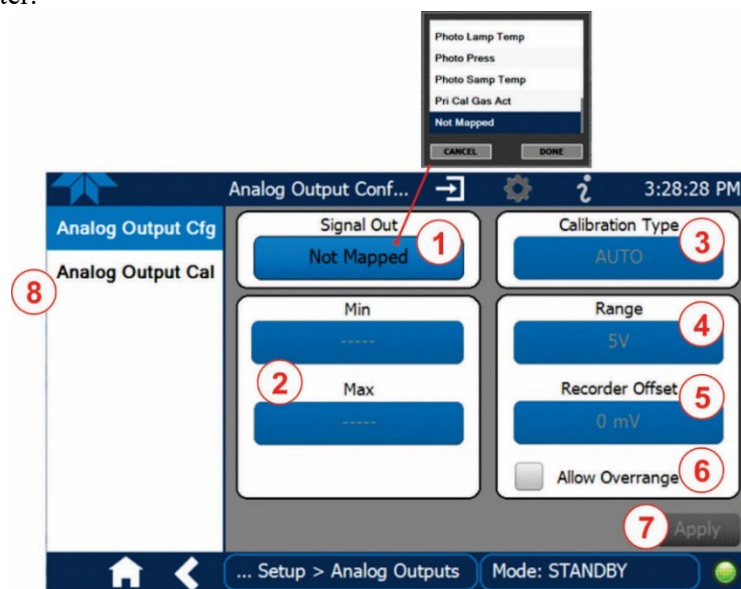 ter.
Photo Lamp Temp
Photo Press
Photo Samp Temp
Pri Cal Gas Act
Not Mapped
CANCEL DONE
Analog Output Conf... i 3:28:28 PM
Analog Output Cfg
Analog Output Cal
8
Signal Out
Not Mapped
1
Calibration Type
AUTO
3
Min
-----
2
Max
-----
Range
5V
4
Recorder Offset
0 mV
5
Allow Overrange
6
7
Apply
... Setup > Analog Outputs Mode: STANDBY